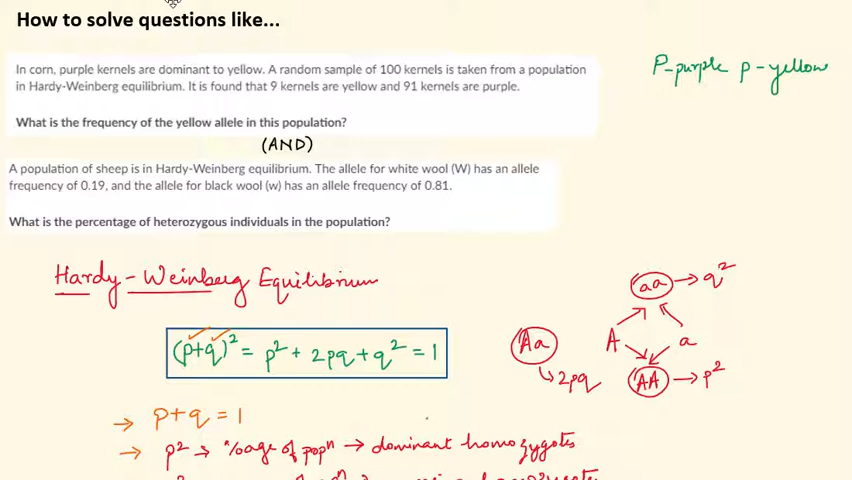 How to solve questions like...
In corn, purple kernels are dominant to yellow. A random sample of 100 kernels is taken from a population
in Hardy-Weinberg equilibrium. It is found that 9 kernels are yellow and 91 kernels are purple.
What is the frequency of the yellow allele in this population?
P-purple p-yellow
(AND)
A population of sheep is in Hardy-Weinberg equilibrium. The allele for white wool (W) has an allele
frequency of 0.19, and the allele for black wool (w) has an allele frequency of 0.81.
What is the percentage of heterozygous individuals in the population?
Hardy-Weinberg Equilibrium
(p+q)² = p² + 2pq + q² = 1
aa → q²
A a
Aa
↳ 2pq
AA → p²
→ p+q = 1
→ p² → %age of popⁿ → dominant homozygotes